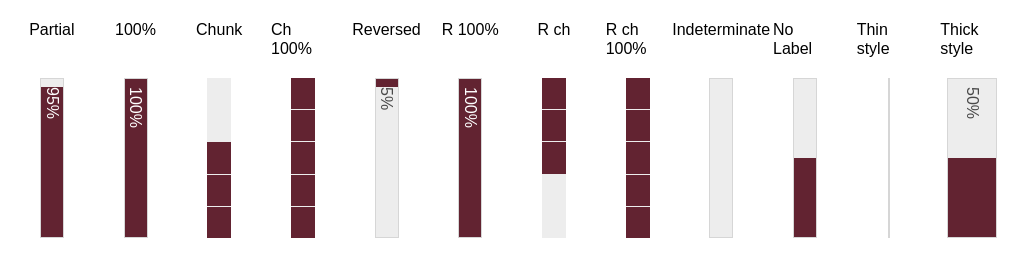 Partial
100%
Chunk
Ch
100%
Reversed
R 100%
R ch
R ch
100%
Indeterminate
No
Label
Thin
style
Thick
style
95%
100%
5%
100%
50%